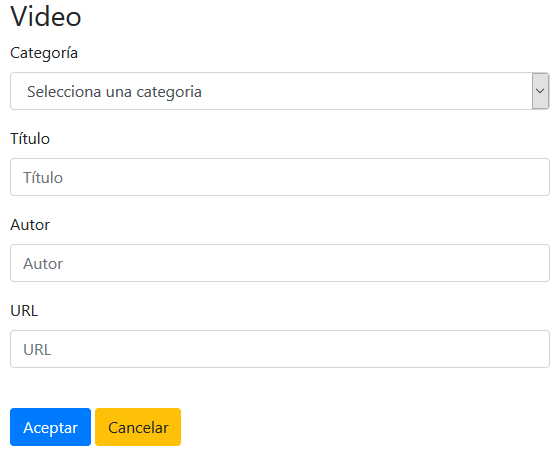 Video
Categoría
Selecciona una categoria
Título
Título
Autor
Autor
URL
URL
Aceptar Cancelar